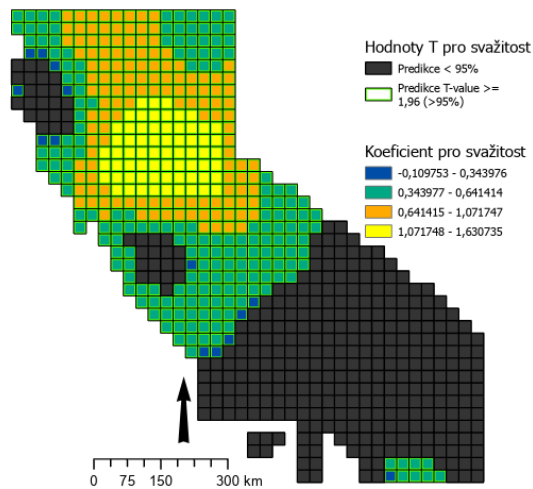 Hodnoty T pro svažitost
Predikce < 95%
Predikce T-value >=
1,96 (>95%)
Koeficient pro svažitost
-0,109753 - 0,343976
0,343977 - 0,641414
0,641415 - 1,071747
1,071748 - 1,630735
0 75 150 300 km